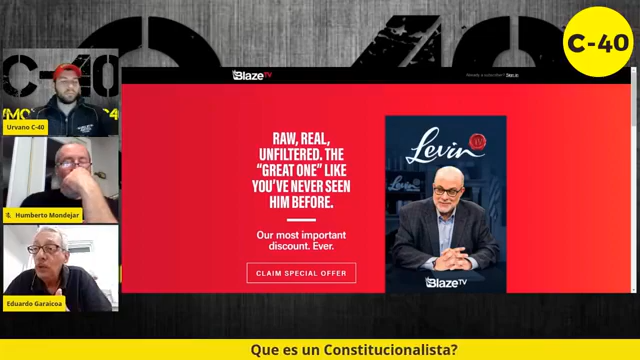 C-40
BlazeTV
Already a subscriber? Sign in
C-40
Urvano C-40
RAW, REAL,
UNFILTERED. THE
“GREAT ONE” LIKE
YOU’VE NEVER SEEN
HIM BEFORE.
Levin TV
Our most important
discount. Ever.
CLAIM SPECIAL OFFER
BlazeTV
Humberto Mondejar
Eduardo Garaicoa
Que es un Constitucionalista?